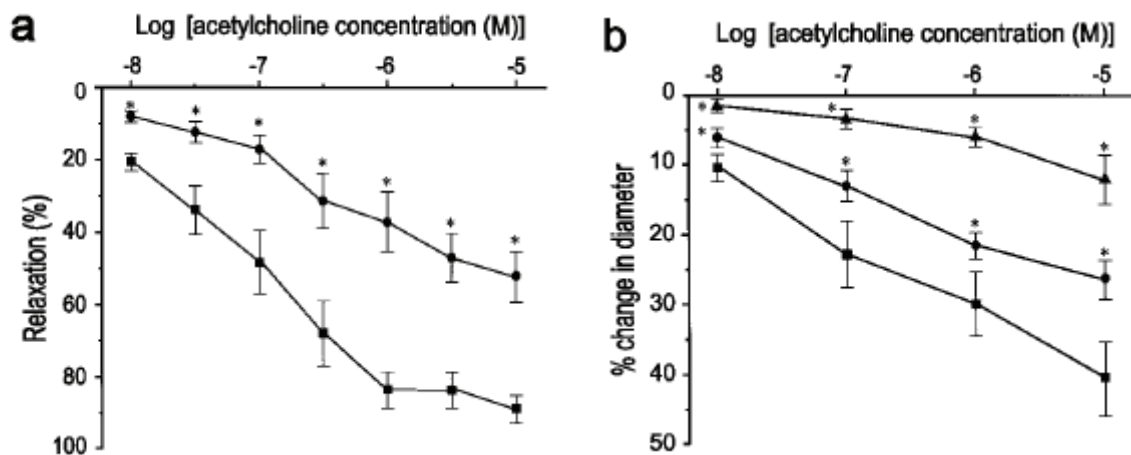 a
Log [acetylcholine concentration (M)]
-8 -7 -6 -5
0
20
40
60
80
100
Relaxation (%)
* * * * * * *
b
Log [acetylcholine concentration (M)]
-8 -7 -6 -5
0
10
20
30
40
50
% change in diameter
* * * *
* * * *